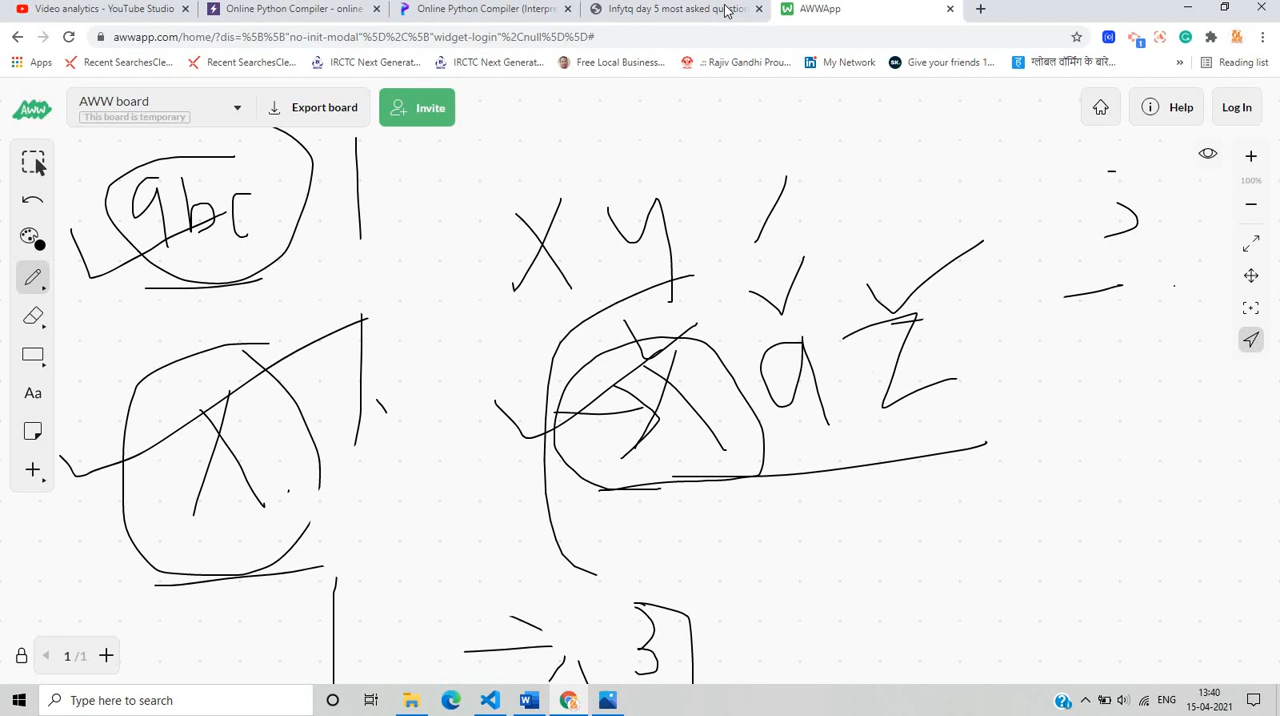 Video analytics - YouTube Studio
Online Python Compiler - online
Online Python Compiler (Interpre
Infytq day 5 most asked question
AWWApp
awwapp.com/home/?dis=%5B%5B"no-init-modal"%5D%2C%5B"widget-login"%2Cnull%5D%5D#
Apps
Recent SearchesCle...
Recent SearchesCle...
IRCTC Next Generat...
IRCTC Next Generat...
Free Local Business...
.:: Rajiv Gandhi Prou...
My Network
Give your friends 1...
ग्लोबल वॉर्मिंग के बारे...
»
Reading list
AWW
AWW board
This board is temporary
Export board
Invite
Help
Log In
100%
abc
x y
a z
x
3
Aa
1 / 1
Type here to search
ENG
13:40
15-04-2021